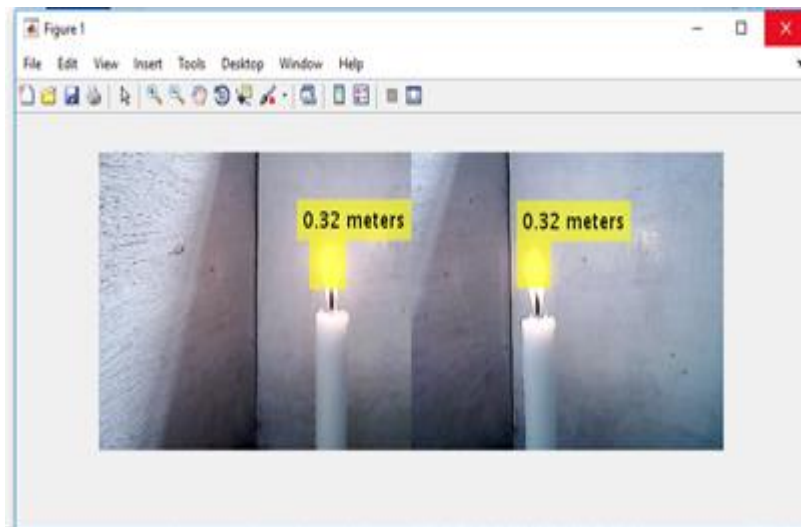 Figure 1
File Edit View Insert Tools Desktop Window Help
0.32 meters 0.32 meters